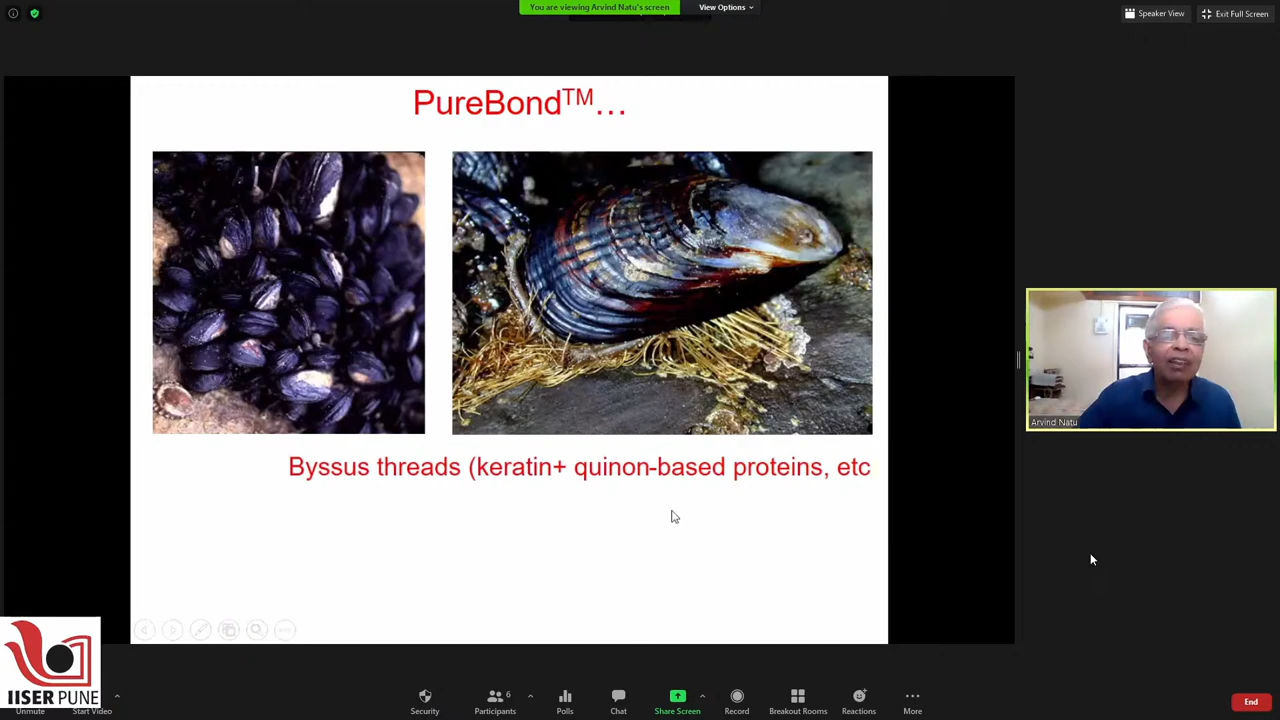 You are viewing Arvind Natu's screen
View Options
Speaker View
Exit Full Screen
PureBond™...
Byssus threads (keratin+ quinon-based proteins, etc
Arvind Natu
IISER PUNE
Unmute
Start Video
Security
Participants
6
Polls
Chat
Share Screen
Record
Breakout Rooms
Reactions
More
End